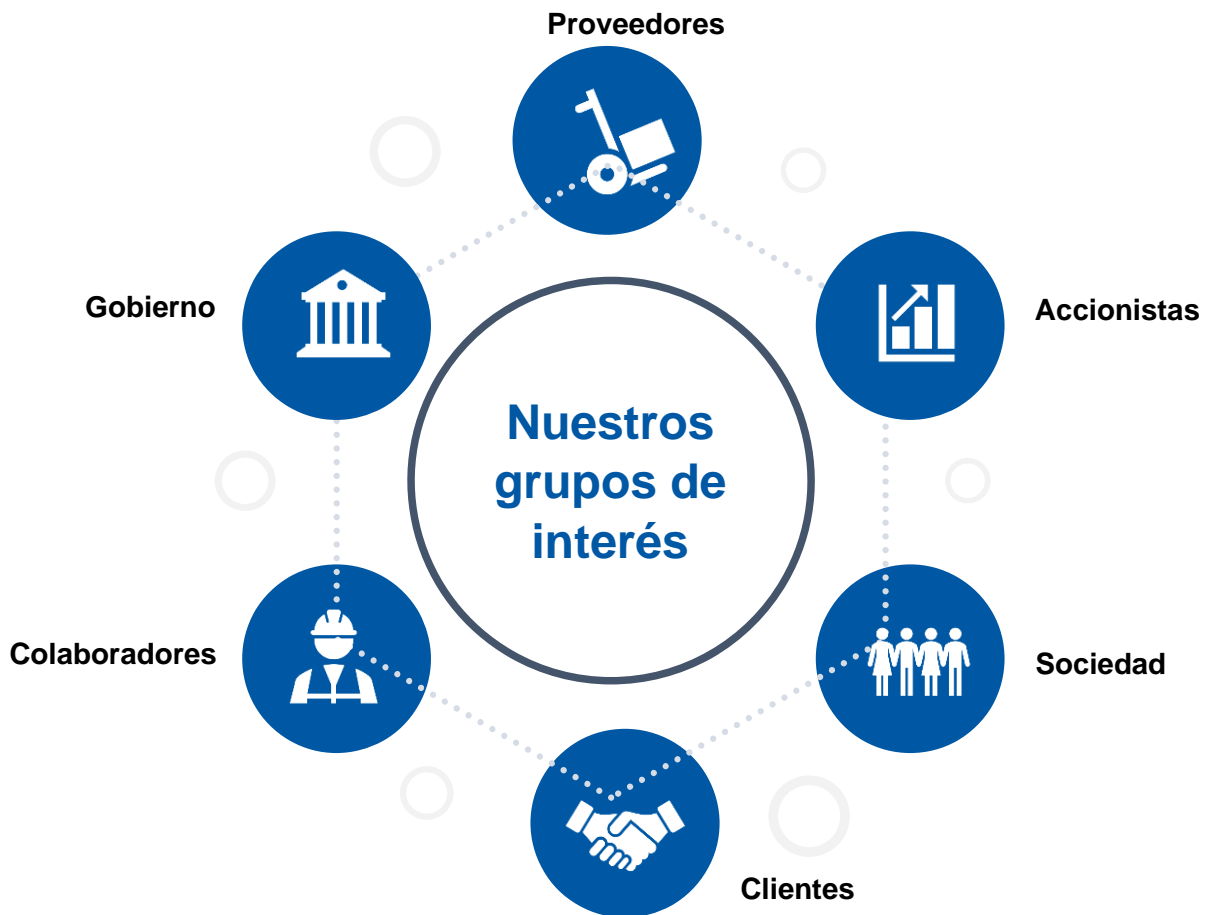 Proveedores
Gobierno
Accionistas
Nuestros
grupos de
interés
Colaboradores
Sociedad
Clientes